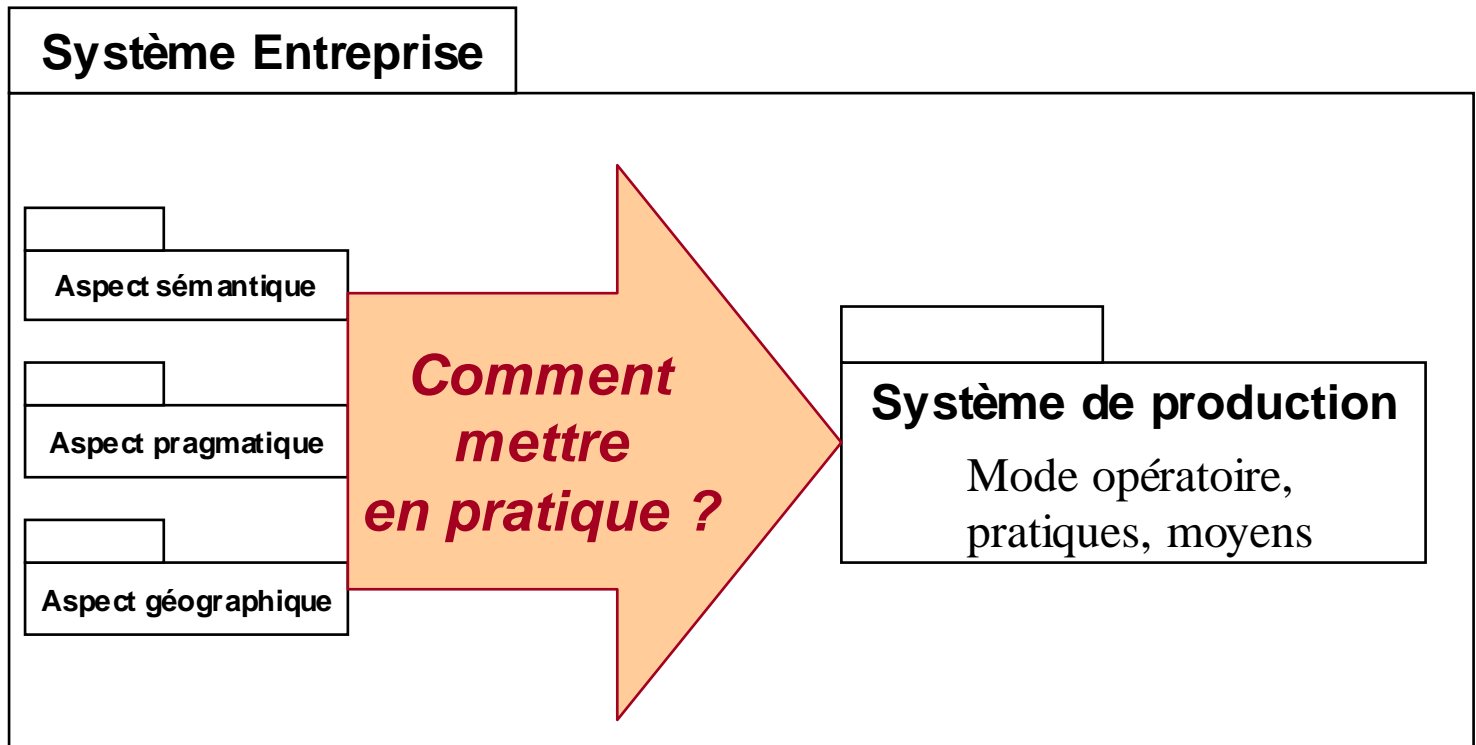 Système Entreprise
Aspect sémantique
Aspect pragmatique
Aspect géographique
Comment
mettre
en pratique ?
Système de production
Mode opératoire,
pratiques, moyens